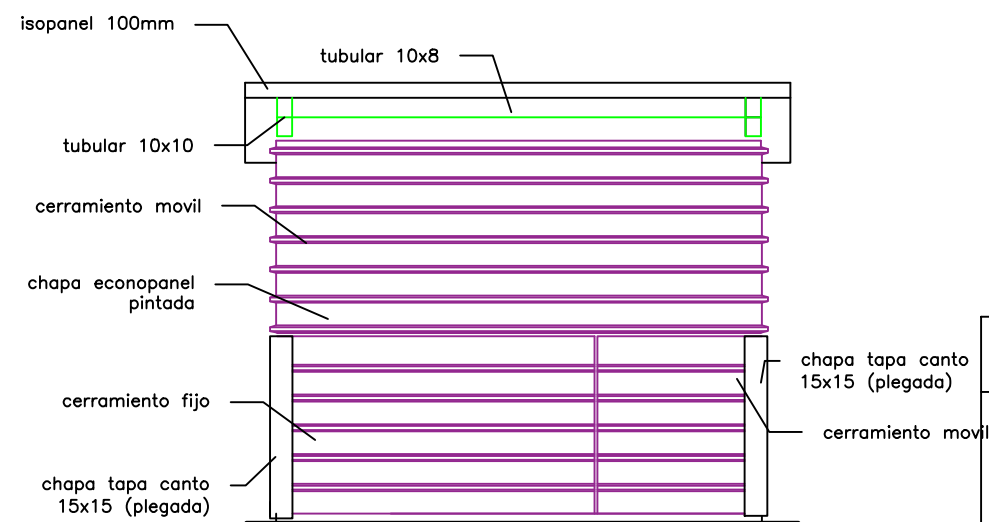 isopanel 100mm
tubular 10x8
tubular 10x10
cerramiento movil
chapa econopanel
pintada
chapa tapa canto
15x15 (plegada)
cerramiento fijo
cerramiento movil
chapa tapa canto
15x15 (plegada)